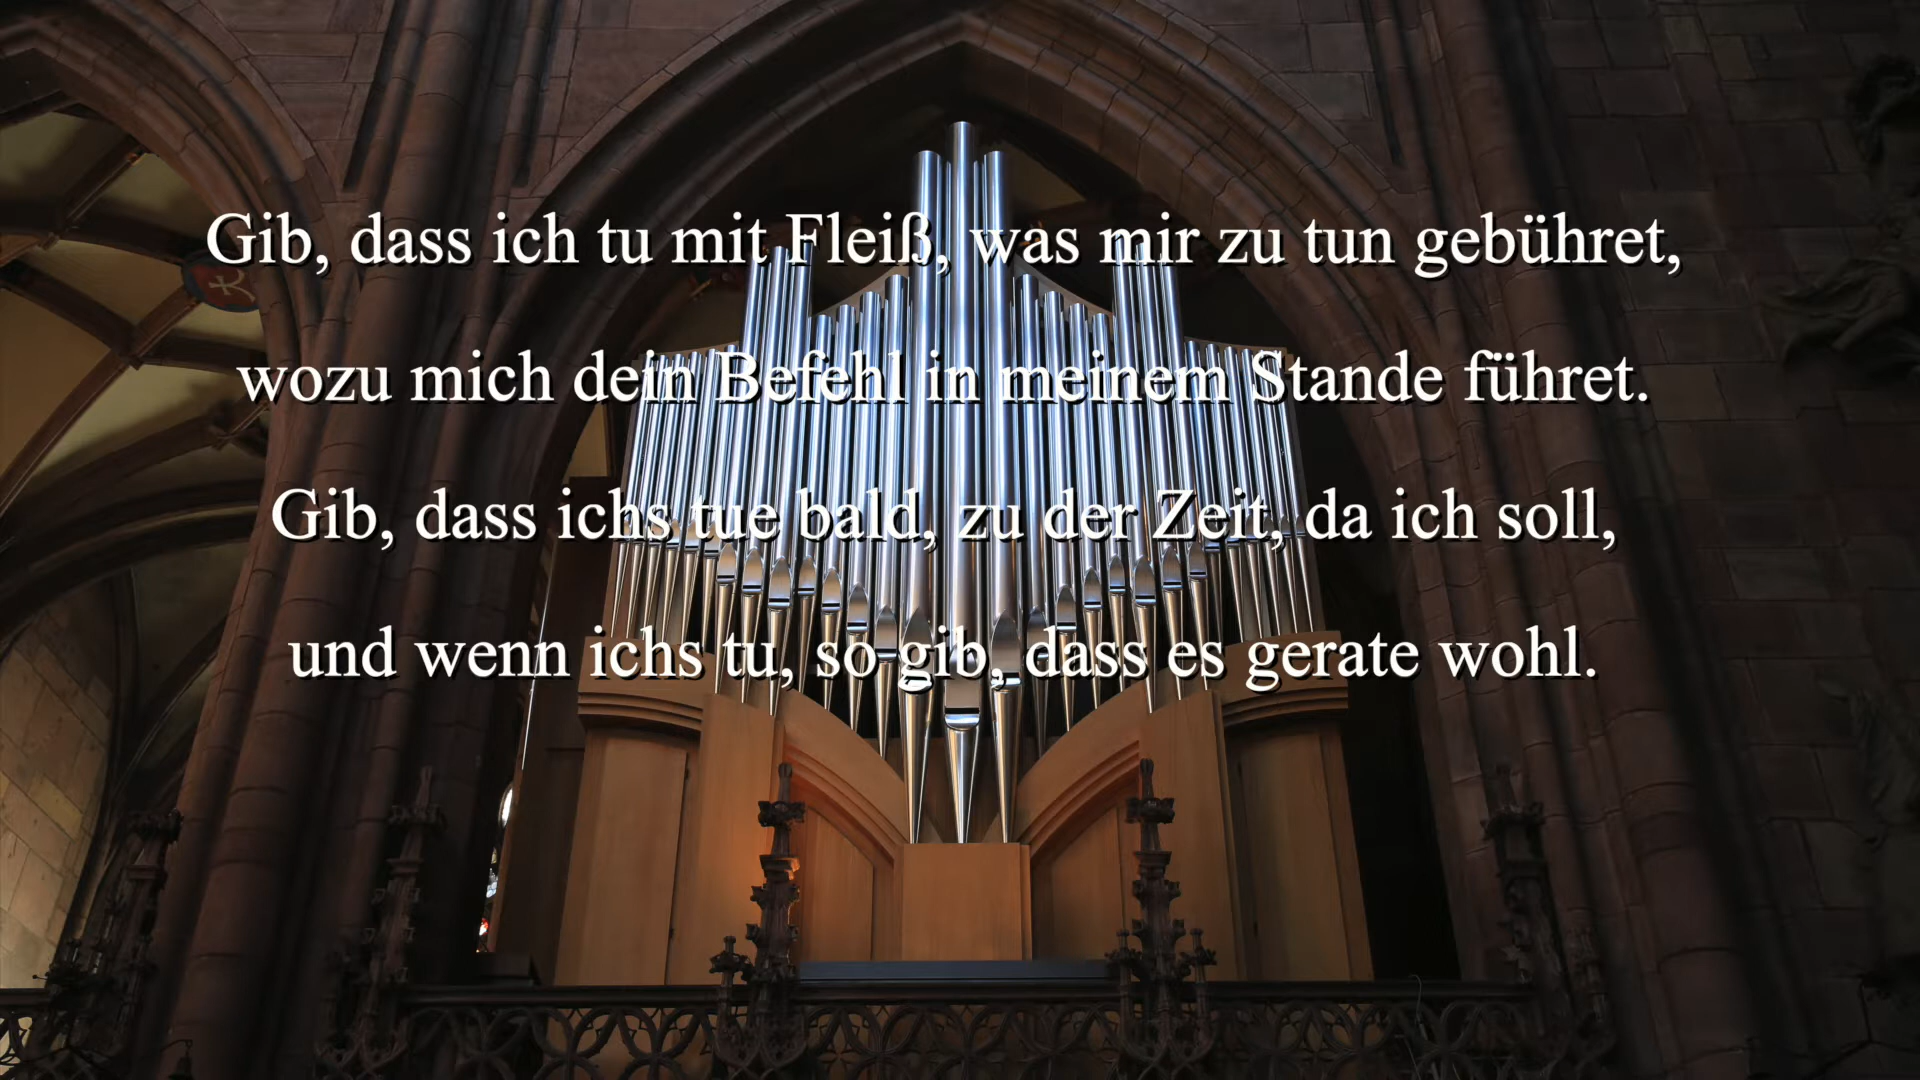 Gib, dass ich tu mit Fleiß, was mir zu tun gebühret,
wozu mich dein Befehl in meinem Stande führet.
Gib, dass ichs tue bald, zu der Zeit, da ich soll,
und wenn ichs tu, so gib, dass es gerate wohl.